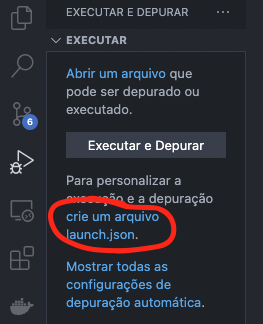 EXECUTAR E DEPURAR ...
EXECUTAR
Abrir um arquivo que
pode ser depurado ou
executado.
Executar e Depurar
Para personalizar a
execução e a depuração
crie um arquivo
launch.json.
Mostrar todas as
configurações de
depuração automática.
6